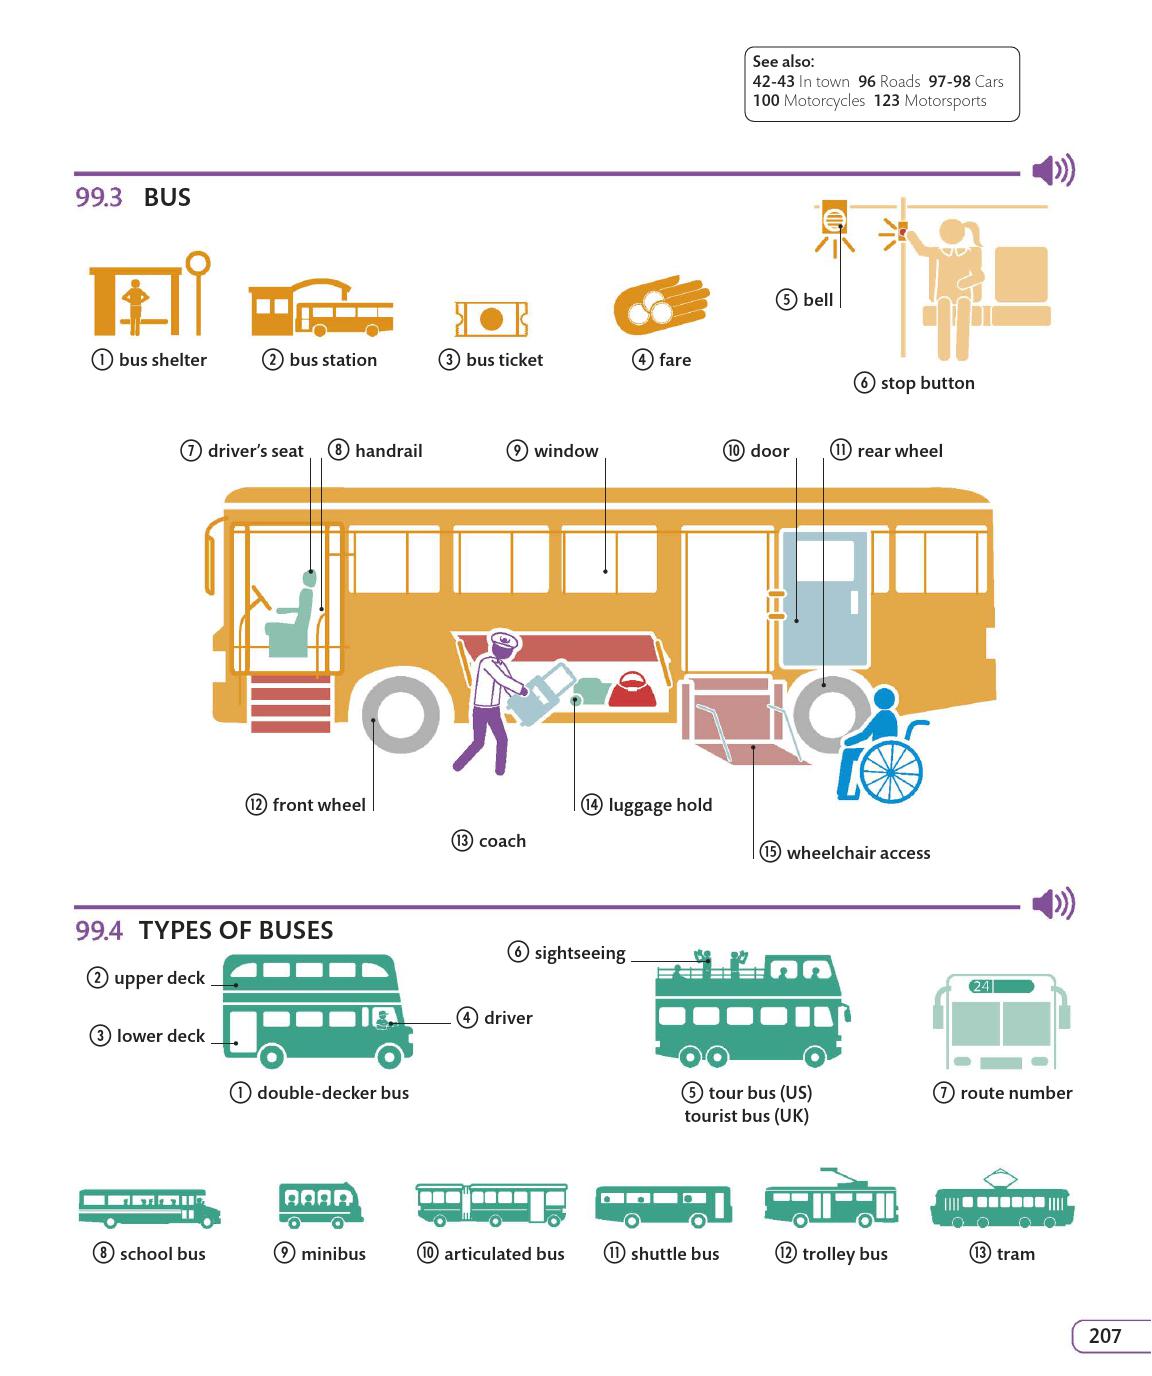 See also:
42-43 In town 96 Roads 97-98 Cars
100 Motorcycles 123 Motorsports
99.3 BUS
5 bell
1 bus shelter
2 bus station
3 bus ticket
4 fare
6 stop button
7 driver’s seat
8 handrail
9 window
10 door
11 rear wheel
12 front wheel
14 luggage hold
13 coach
15 wheelchair access
99.4 TYPES OF BUSES
2 upper deck
3 lower deck
4 driver
1 double-decker bus
6 sightseeing
5 tour bus (US)
tourist bus (UK)
24
7 route number
8 school bus
9 minibus
10 articulated bus
11 shuttle bus
12 trolley bus
13 tram
207